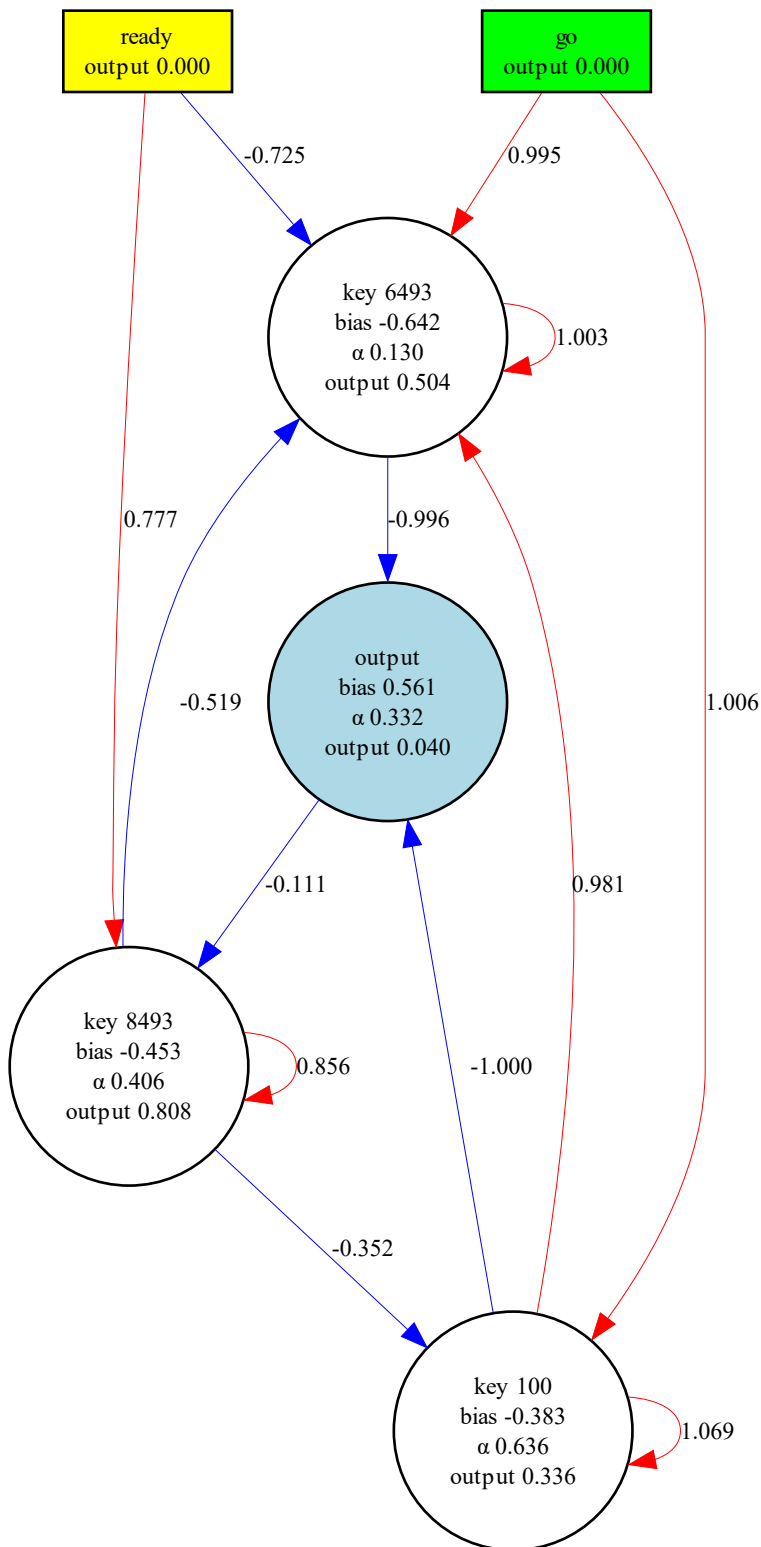 ready
output 0.000
go
output 0.000
-0.725
0.995
key 6493
bias -0.642
α 0.130
output 0.504
1.003
0.777
-0.996
output
bias 0.561
α 0.332
output 0.040
-0.519
1.006
-0.111
0.981
key 8493
bias -0.453
α 0.406
output 0.808
0.856
-1.000
-0.352
key 100
bias -0.383
α 0.636
output 0.336
1.069